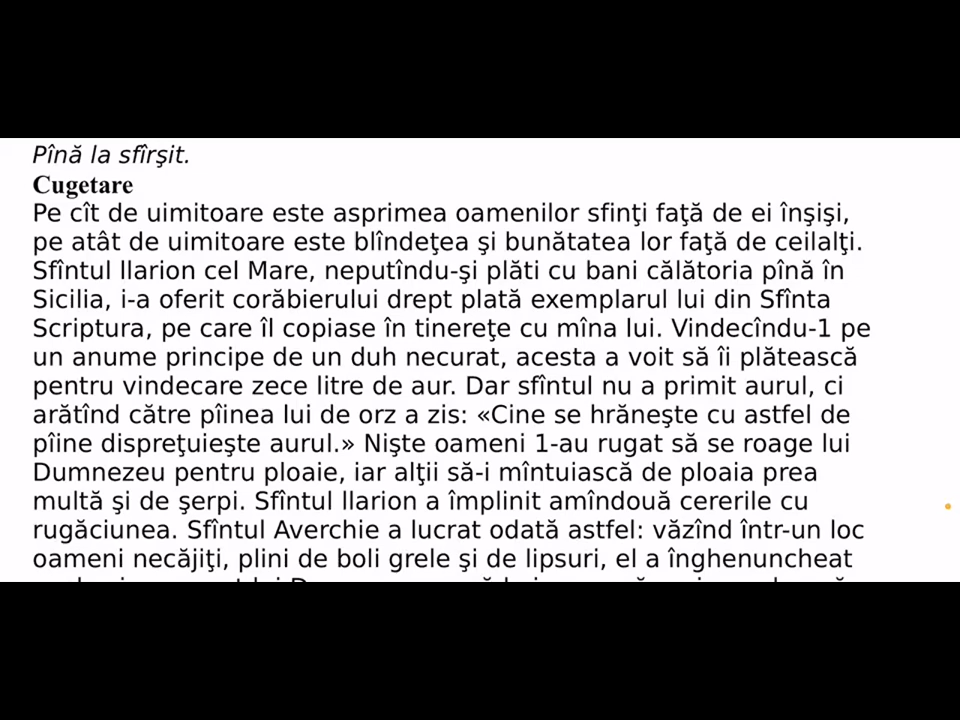 Pînă la sfîrşit.
Cugetare
Pe cît de uimitoare este asprimea oamenilor sfinţi faţă de ei înşişi,
pe atât de uimitoare este blîndeţea şi bunătatea lor faţă de ceilalţi.
Sfîntul llarion cel Mare, neputîndu-şi plăti cu bani călătoria pînă în
Sicilia, i-a oferit corăbierului drept plată exemplarul lui din Sfînta
Scriptura, pe care îl copiase în tinereţe cu mîna lui. Vindecîndu-1 pe
un anume principe de un duh necurat, acesta a voit să îi plătească
pentru vindecare zece litre de aur. Dar sfîntul nu a primit aurul, ci
arătînd către pîinea lui de orz a zis: «Cine se hrăneşte cu astfel de
pîine dispreţuieşte aurul.» Nişte oameni 1-au rugat să se roage lui
Dumnezeu pentru ploaie, iar alţii să-i mîntuiască de ploaia prea
multă şi de şerpi. Sfîntul llarion a împlinit amîndouă cererile cu
rugăciunea. Sfîntul Averchie a lucrat odată astfel: văzînd într-un loc
oameni necăjiţi, plini de boli grele şi de lipsuri, el a înghenuncheat